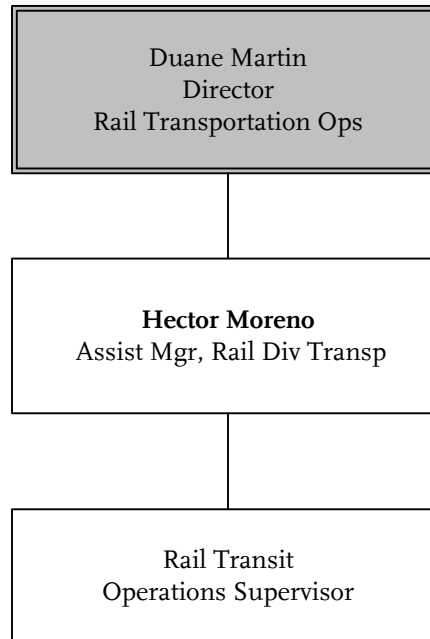 Duane Martin
Director
Rail Transportation Ops
Hector Moreno
Assist Mgr, Rail Div Transp
Rail Transit
Operations Supervisor